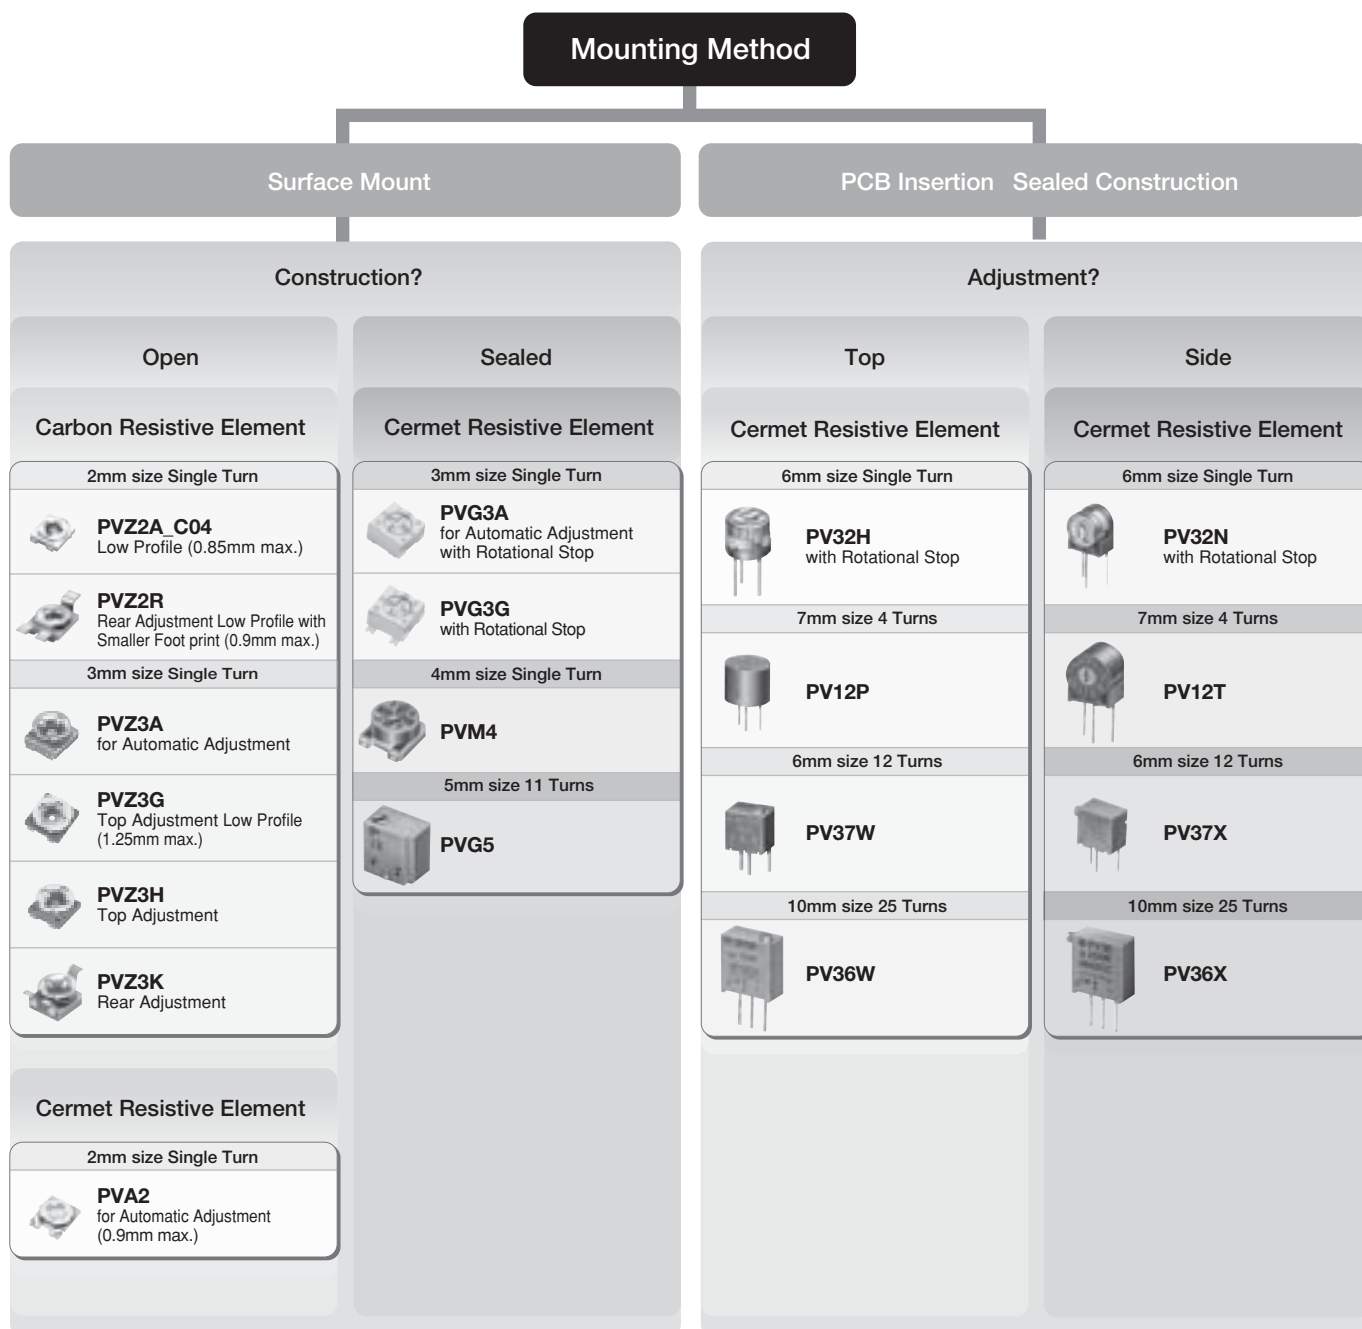 Mounting Method
Surface Mount
Construction?
Open
Carbon Resistive Element
2mm size Single Turn
PVZ2A_C04
Low Profile (0.85mm max.)
PVZ2R
Rear Adjustment Low Profile with
Smaller Foot print (0.9mm max.)
3mm size Single Turn
PVZ3A
for Automatic Adjustment
PVZ3G
Top Adjustment Low Profile
(1.25mm max.)
PVZ3H
Top Adjustment
PVZ3K
Rear Adjustment
Cermet Resistive Element
2mm size Single Turn
PVA2
for Automatic Adjustment
(0.9mm max.)
Sealed
Cermet Resistive Element
3mm size Single Turn
PVG3A
for Automatic Adjustment
with Rotational Stop
PVG3G
with Rotational Stop
4mm size Single Turn
PVM4
5mm size 11 Turns
PVG5
PCB Insertion Sealed Construction
Adjustment?
Top
Cermet Resistive Element
6mm size Single Turn
PV32H
with Rotational Stop
7mm size 4 Turns
PV12P
6mm size 12 Turns
PV37W
10mm size 25 Turns
PV36W
Side
Cermet Resistive Element
6mm size Single Turn
PV32N
with Rotational Stop
7mm size 4 Turns
PV12T
6mm size 12 Turns
PV37X
10mm size 25 Turns
PV36X